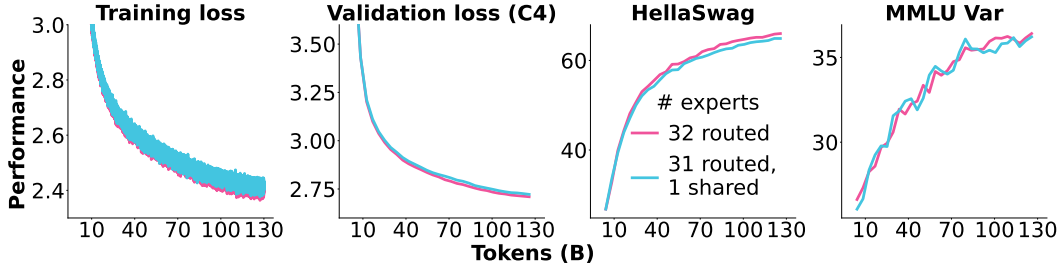 Training loss
Validation loss (C4)
HellaSwag
MMLU Var
Performance
3.0
2.8
2.6
2.4
10 40 70 100 130
3.50
3.25
3.00
2.75
10 40 70 100 130
60
40
# experts
32 routed
31 routed,
1 shared
10 40 70 100 130
35
30
10 40 70 100 130
Tokens (B)